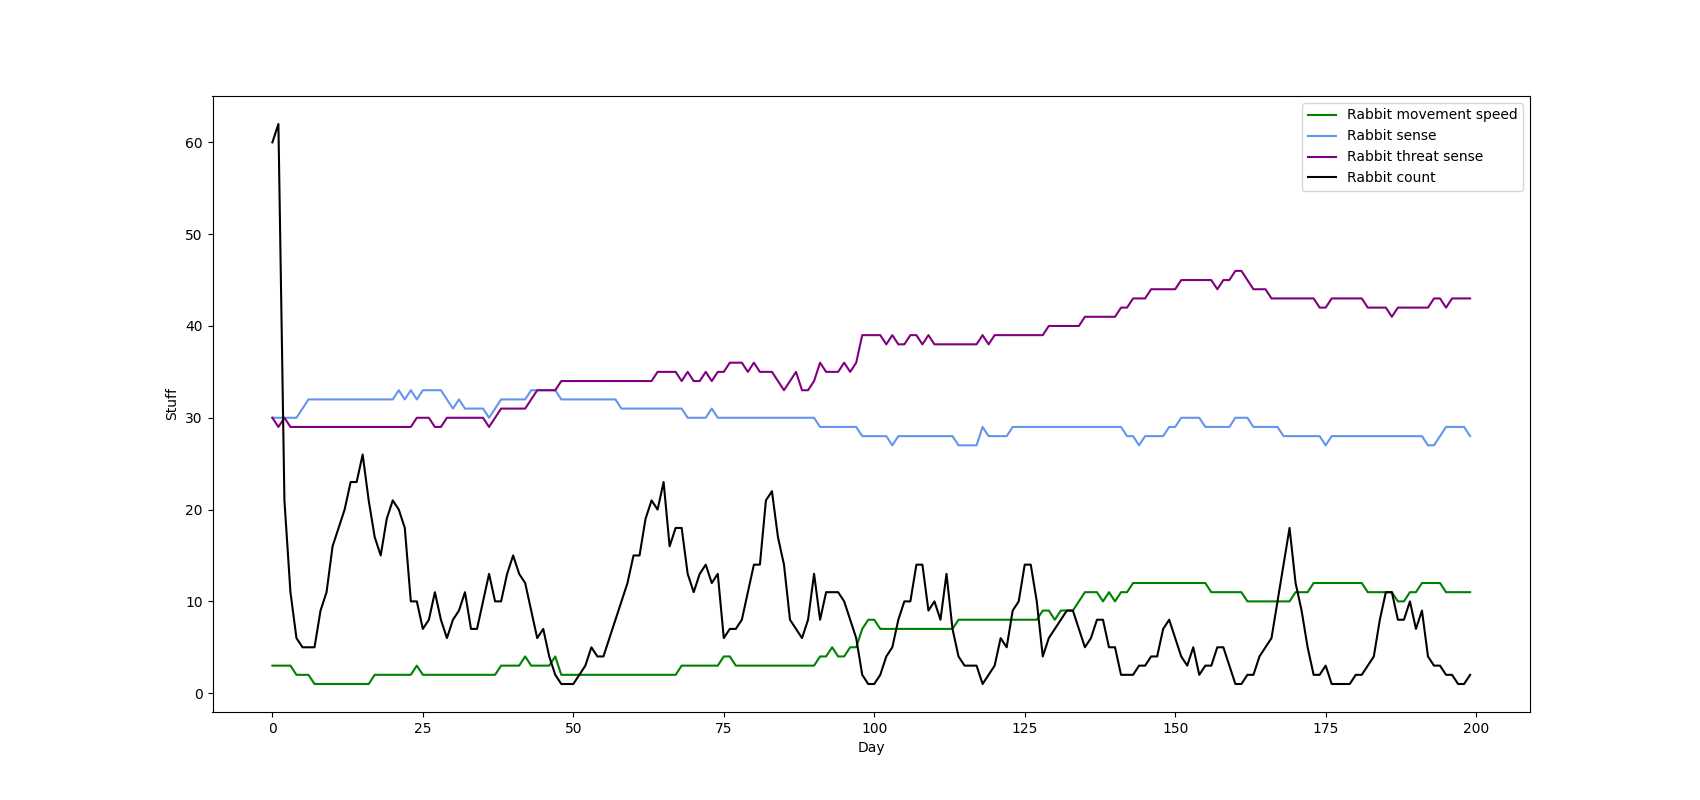 Rabbit movement speed
Rabbit sense
Rabbit threat sense
Rabbit count
60
50
40
30
20
10
0
Stuff
0 25 50 75 100 125 150 175 200
Day